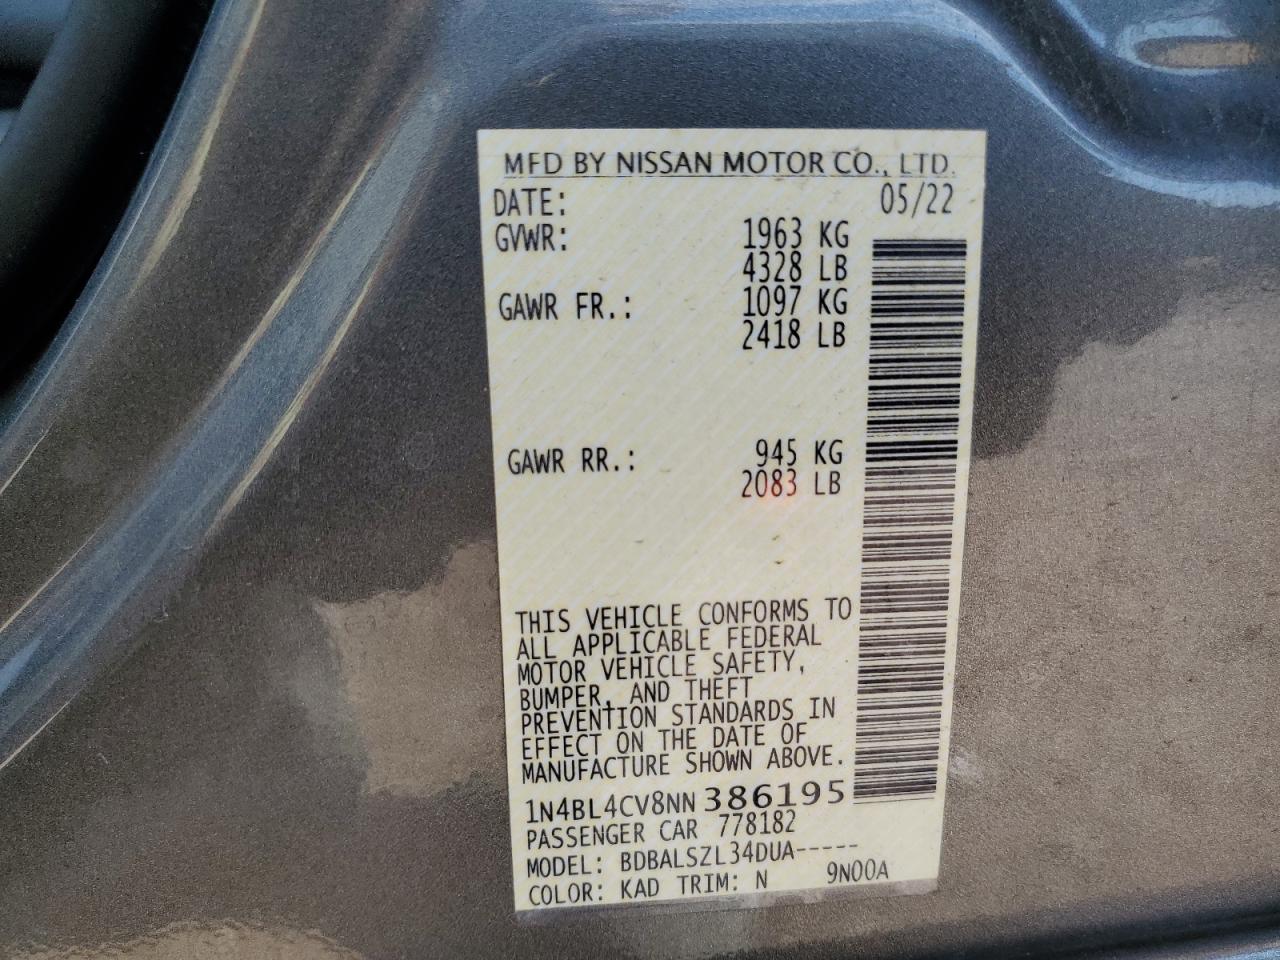 MFD BY NISSAN MOTOR CO., LTD.
DATE: 05/22
GVWR: 1963 KG
4328 LB
GAWR FR.: 1097 KG
2418 LB
GAWR RR.: 945 KG
2083 LB
THIS VEHICLE CONFORMS TO
ALL APPLICABLE FEDERAL
MOTOR VEHICLE SAFETY,
BUMPER, AND THEFT
PREVENTION STANDARDS IN
EFFECT ON THE DATE OF
MANUFACTURE SHOWN ABOVE.
1N4BL4CV8NN386195
PASSENGER CAR 778182
MODEL: BDBALSZL34DUA-----
COLOR: KAD TRIM: N 9N00A